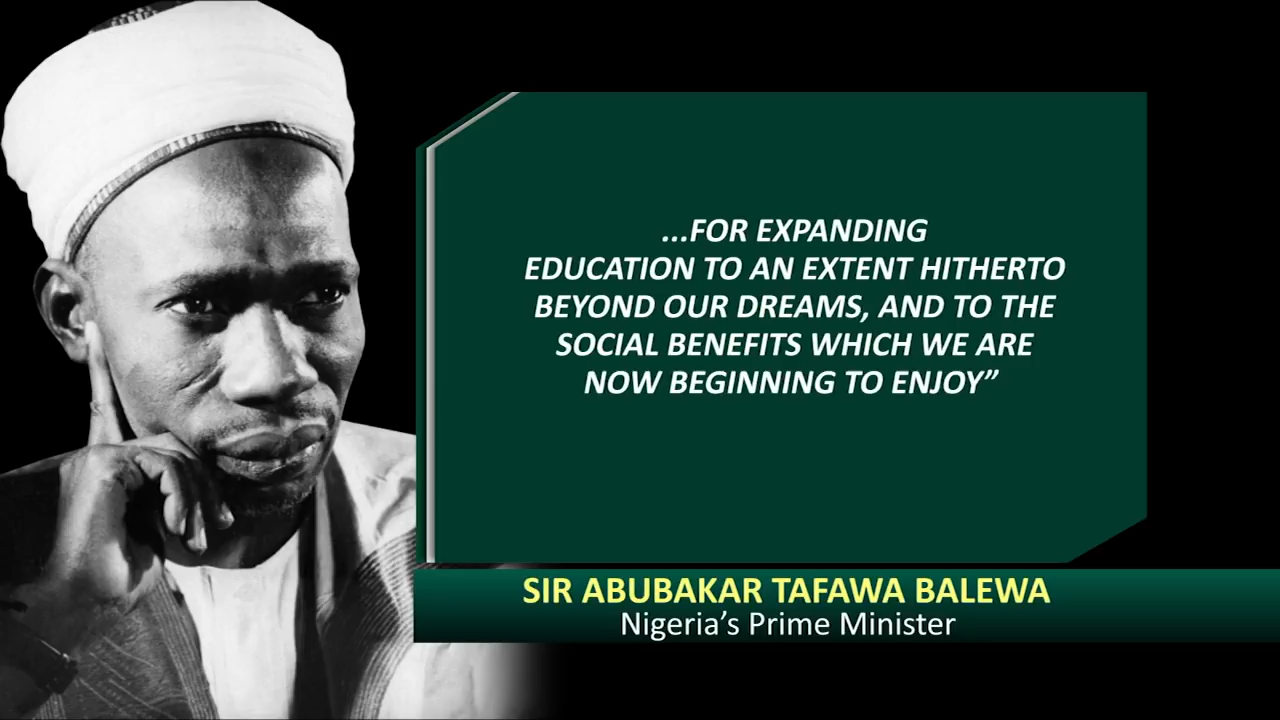 ...FOR EXPANDING
EDUCATION TO AN EXTENT HITHERTO
BEYOND OUR DREAMS, AND TO THE
SOCIAL BENEFITS WHICH WE ARE
NOW BEGINNING TO ENJOY”
SIR ABUBAKAR TAFAWA BALEWA
Nigeria’s Prime Minister